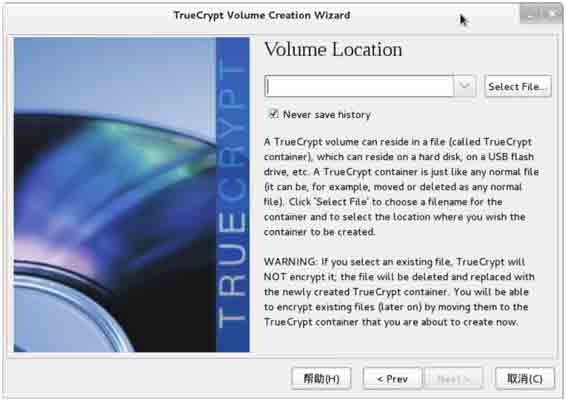 TrueCrypt Volume Creation Wizard
TRUECRYPT
Volume Location
Select File...
Never save history
A TrueCrypt volume can reside in a file (called TrueCrypt
container), which can reside on a hard disk, on a USB flash
drive, etc. A TrueCrypt container is just like any normal file
(it can be, for example, moved or deleted as any normal
file). Click 'Select File' to choose a filename for the
container and to select the location where you wish the
container to be created.
WARNING: If you select an existing file, TrueCrypt will
NOT encrypt it; the file will be deleted and replaced with
the newly created TrueCrypt container. You will be able
to encrypt existing files (later on) by moving them to the
TrueCrypt container that you are about to create now.
帮助(H)
< Prev
Next >
取消(C)